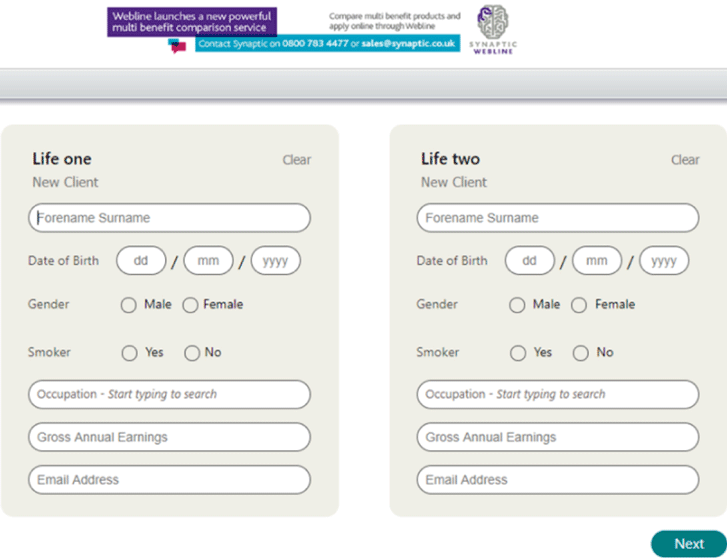 Webline launches a new powerful
multi benefit comparison service
Compare multi benefit products and
apply online through Webline
Contact Synaptic on 0800 783 4477 or sales@synaptic.co.uk
SYNAPTIC
WEBLINE
Life one
Clear
New Client
Forename Surname
Date of Birth dd / mm / yyyy
Gender Male Female
Smoker Yes No
Occupation - Start typing to search
Gross Annual Earnings
Email Address
Life two
Clear
New Client
Forename Surname
Date of Birth dd / mm / yyyy
Gender Male Female
Smoker Yes No
Occupation - Start typing to search
Gross Annual Earnings
Email Address
Next